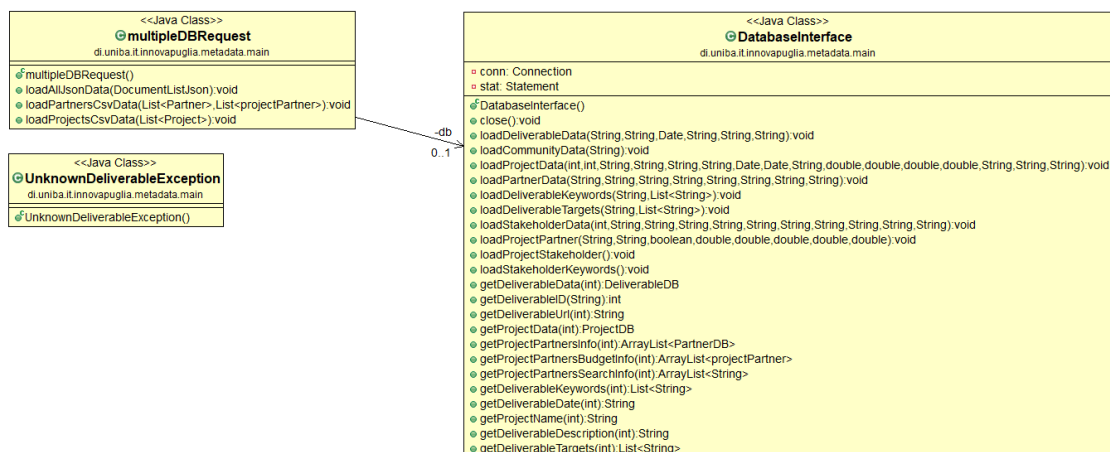 <<Java Class>>
multipleDBRequest
di.uniba.it.innovapuglia.metadata.main
multipleDBRequest()
loadAllJsonData(DocumentListJson):void
loadPartnersCsvData(List<Partner>,List<projectPartner>):void
loadProjectsCsvData(List<Project>):void
-db
0..1
<<Java Class>>
UnknownDeliverableException
di.uniba.it.innovapuglia.metadata.main
UnknownDeliverableException()
<<Java Class>>
DatabaseInterface
di.uniba.it.innovapuglia.metadata.main
conn: Connection
stat: Statement
DatabaseInterface()
close():void
loadDeliverableData(String,String,Date,String,String,String):void
loadCommunityData(String):void
loadProjectData(int,int,String,String,String,String,Date,Date,String,double,double,double,double,String,String,String):void
loadPartnerData(String,String,String,String,String,String,String,String):void
loadDeliverableKeywords(String,List<String>):void
loadDeliverableTargets(String,List<String>):void
loadStakeholderData(int,String,String,String,String,String,String,String,String,String,String):void
loadProjectPartner(String,String,boolean,double,double,double,double,double):void
loadProjectStakeholder():void
loadStakeholderKeywords():void
getDeliverableData(int):DeliverableDB
getDeliverableID(String):int
getDeliverableUrl(int):String
getProjectData(int):ProjectDB
getProjectPartnersInfo(int):ArrayList<PartnerDB>
getProjectPartnersBudgetInfo(int):ArrayList<projectPartner>
getProjectPartnersSearchInfo(int):ArrayList<String>
getDeliverableKeywords(int):List<String>
getDeliverableDate(int):String
getProjectName(int):String
getDeliverableDescription(int):String
getDeliverableTargets(int):List<String>